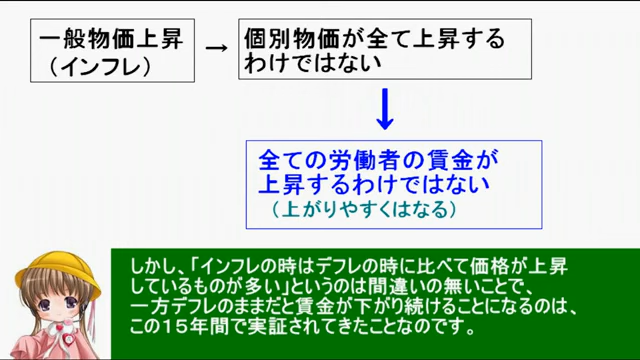 一般物価上昇
（インフレ）
→
個別物価が全て上昇する
わけではない
全ての労働者の賃金が
上昇するわけではない
（上がりやすくはなる）
しかし、「インフレの時はデフレの時に比べて価格が上昇
しているものが多い」というのは間違いの無いことで、
一方デフレのままだと賃金が下がり続けることになるのは、
この１５年間で実証されてきたことなのです。